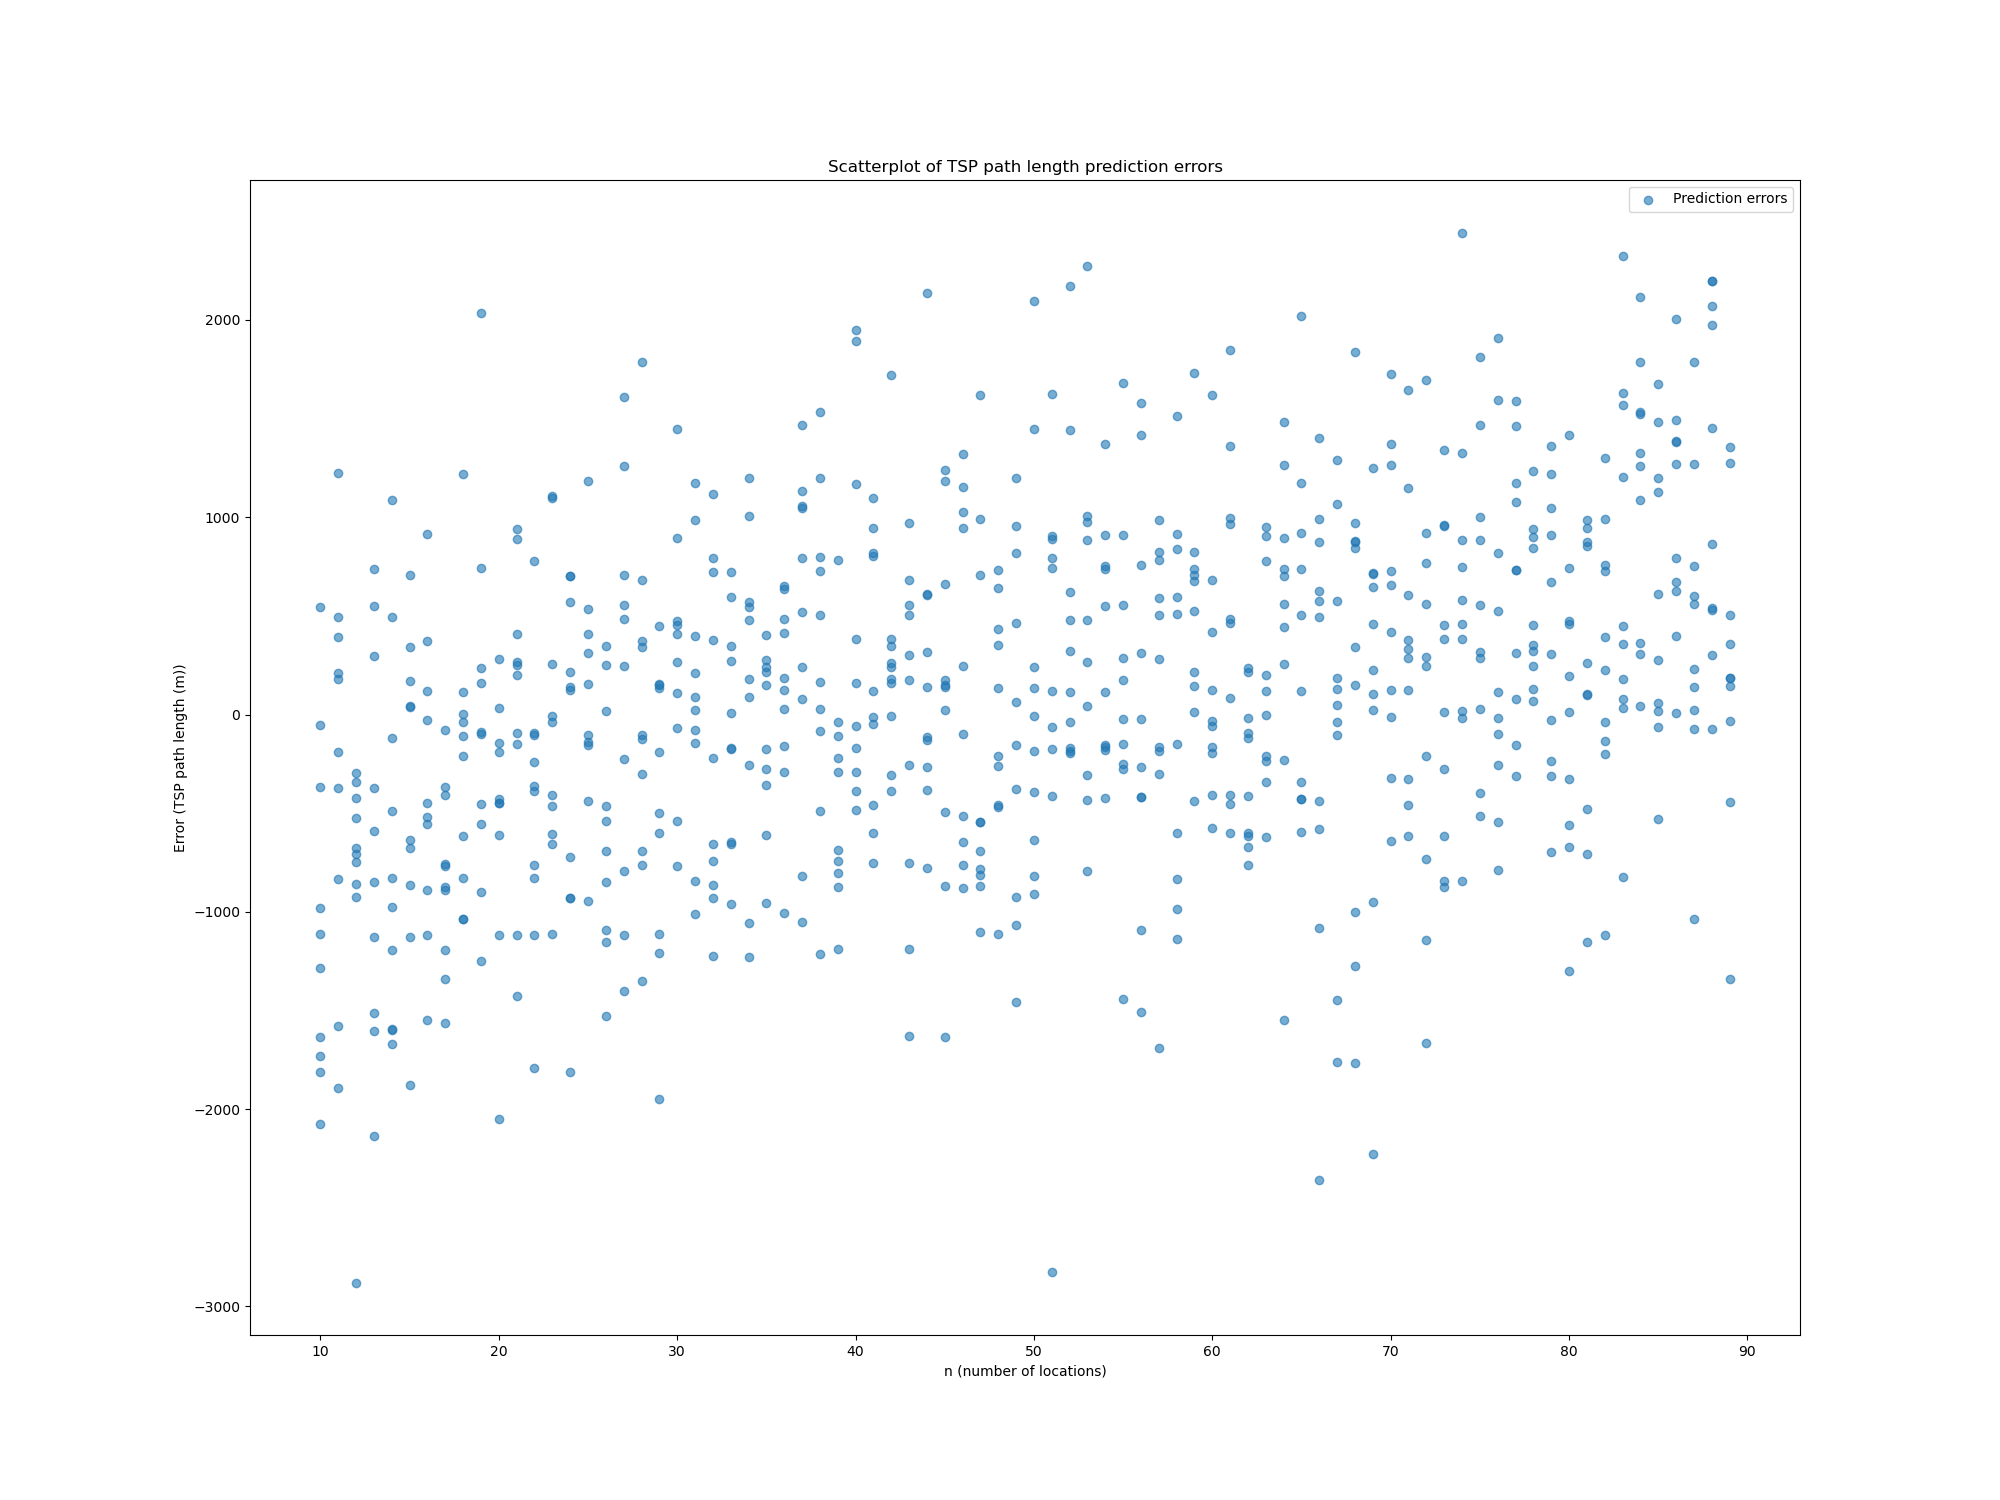 Scatterplot of TSP path length prediction errors
Prediction errors
Error (TSP path length (m))
2000
1000
0
−1000
−2000
−3000
10 20 30 40 50 60 70 80 90
n (number of locations)